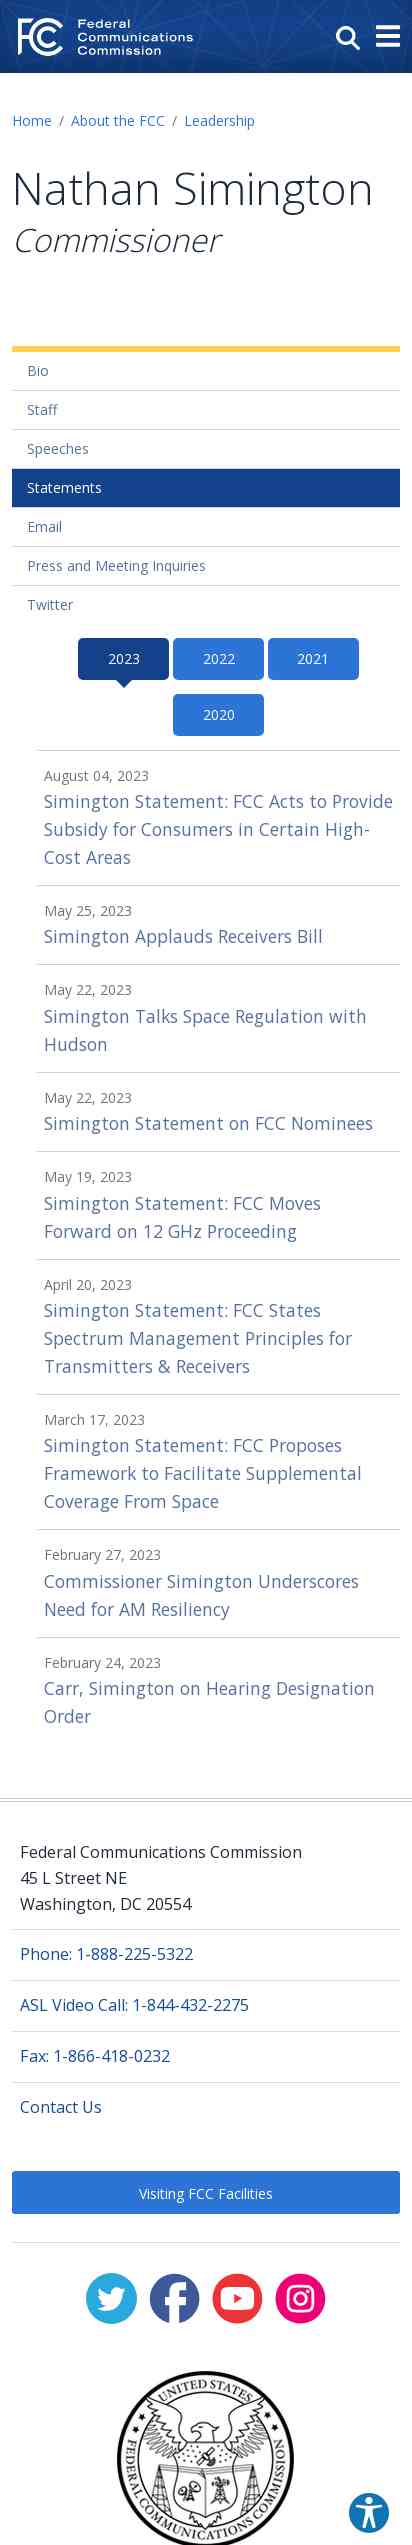 Federal
Communications
Commission
Home / About the FCC / Leadership
Nathan Simington
Commissioner
Bio
Staff
Speeches
Statements
Email
Press and Meeting Inquiries
Twitter
2023 2022 2021
2020
August 04, 2023
Simington Statement: FCC Acts to Provide
Subsidy for Consumers in Certain High-
Cost Areas
May 25, 2023
Simington Applauds Receivers Bill
May 22, 2023
Simington Talks Space Regulation with
Hudson
May 22, 2023
Simington Statement on FCC Nominees
May 19, 2023
Simington Statement: FCC Moves
Forward on 12 GHz Proceeding
April 20, 2023
Simington Statement: FCC States
Spectrum Management Principles for
Transmitters & Receivers
March 17, 2023
Simington Statement: FCC Proposes
Framework to Facilitate Supplemental
Coverage From Space
February 27, 2023
Commissioner Simington Underscores
Need for AM Resiliency
February 24, 2023
Carr, Simington on Hearing Designation
Order
Federal Communications Commission
45 L Street NE
Washington, DC 20554
Phone: 1-888-225-5322
ASL Video Call: 1-844-432-2275
Fax: 1-866-418-0232
Contact Us
Visiting FCC Facilities
UNITED STATES
FEDERAL COMMUNICATIONS COMMISSION